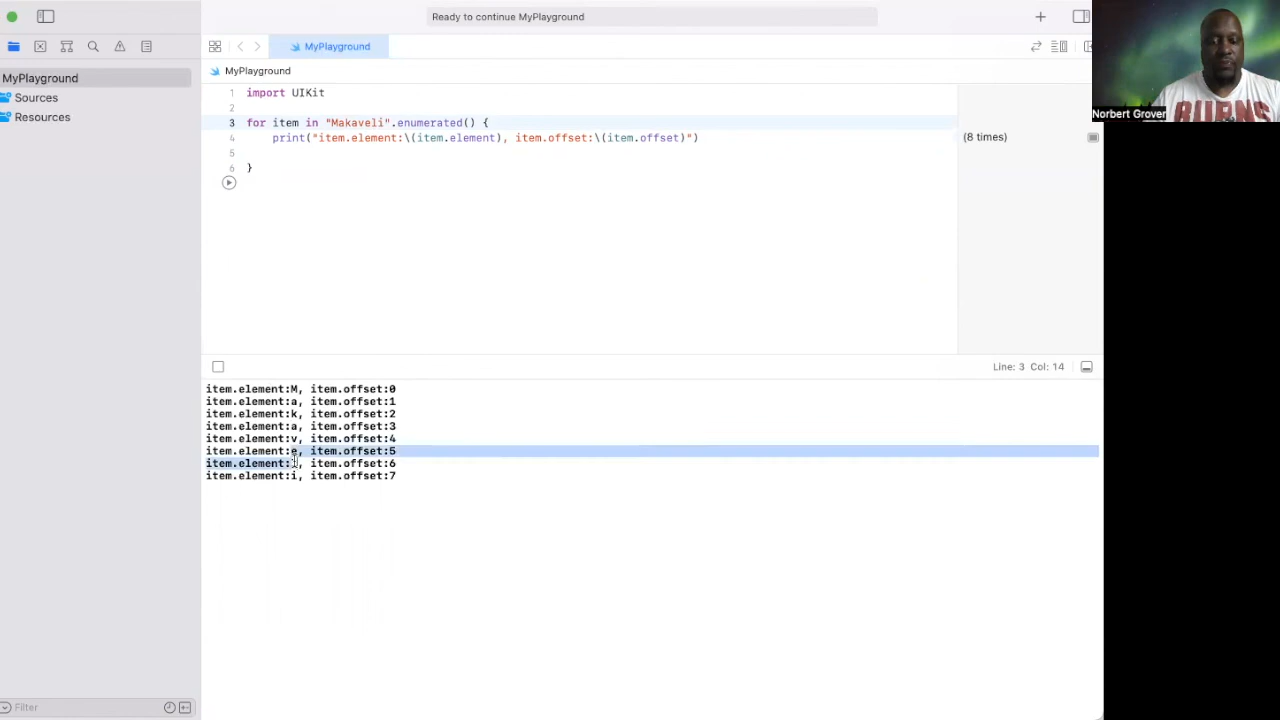 Ready to continue MyPlayground
MyPlayground
MyPlayground
Sources
Resources
MyPlayground
1 import UIKit
2
3 for item in "Makaveli".enumerated() {
4 print("item.element:\(item.element), item.offset:\(item.offset)")
5
6 }
(8 times)
Norbert Grover
BURNS
Line: 3 Col: 14
item.element:M, item.offset:0
item.element:a, item.offset:1
item.element:k, item.offset:2
item.element:a, item.offset:3
item.element:v, item.offset:4
item.element:e, item.offset:5
item.element:l, item.offset:6
item.element:i, item.offset:7
Filter